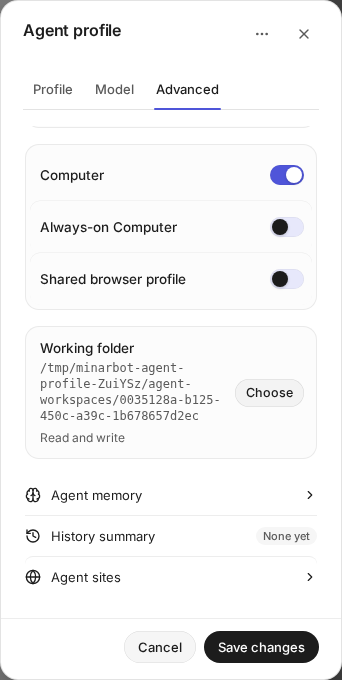 Agent profile
Profile Model Advanced
Computer
Always-on Computer
Shared browser profile
Working folder
/tmp/minarbot-agent-
profile-ZuiYSz/agent-
workspaces/0035128a-b125-
450c-a39c-1b678657d2ec
Choose
Read and write
Agent memory
History summary None yet
Agent sites
Cancel Save changes